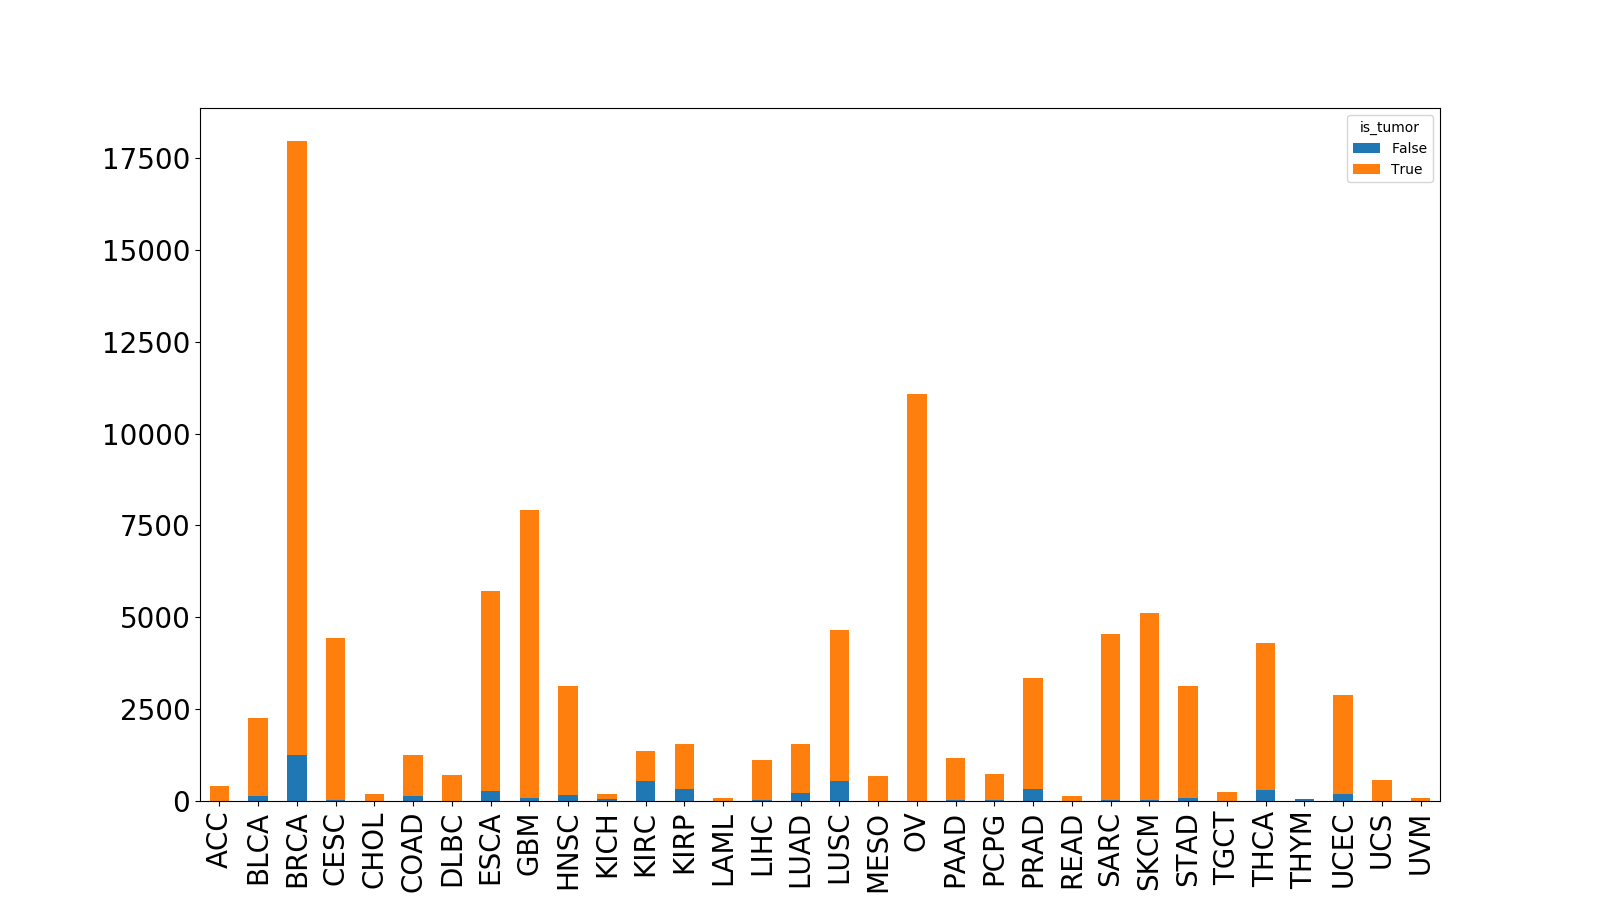 is_tumor
False
True
17500
15000
12500
10000
7500
5000
2500
0
ACC
BLCA
BRCA
CESC
CHOL
COAD
DLBC
ESCA
GBM
HNSC
KICH
KIRC
KIRP
LAML
LIHC
LUAD
LUSC
MESO
OV
PAAD
PCPG
PRAD
READ
SARC
SKCM
STAD
TGCT
THCA
THYM
UCEC
UCS
UVM